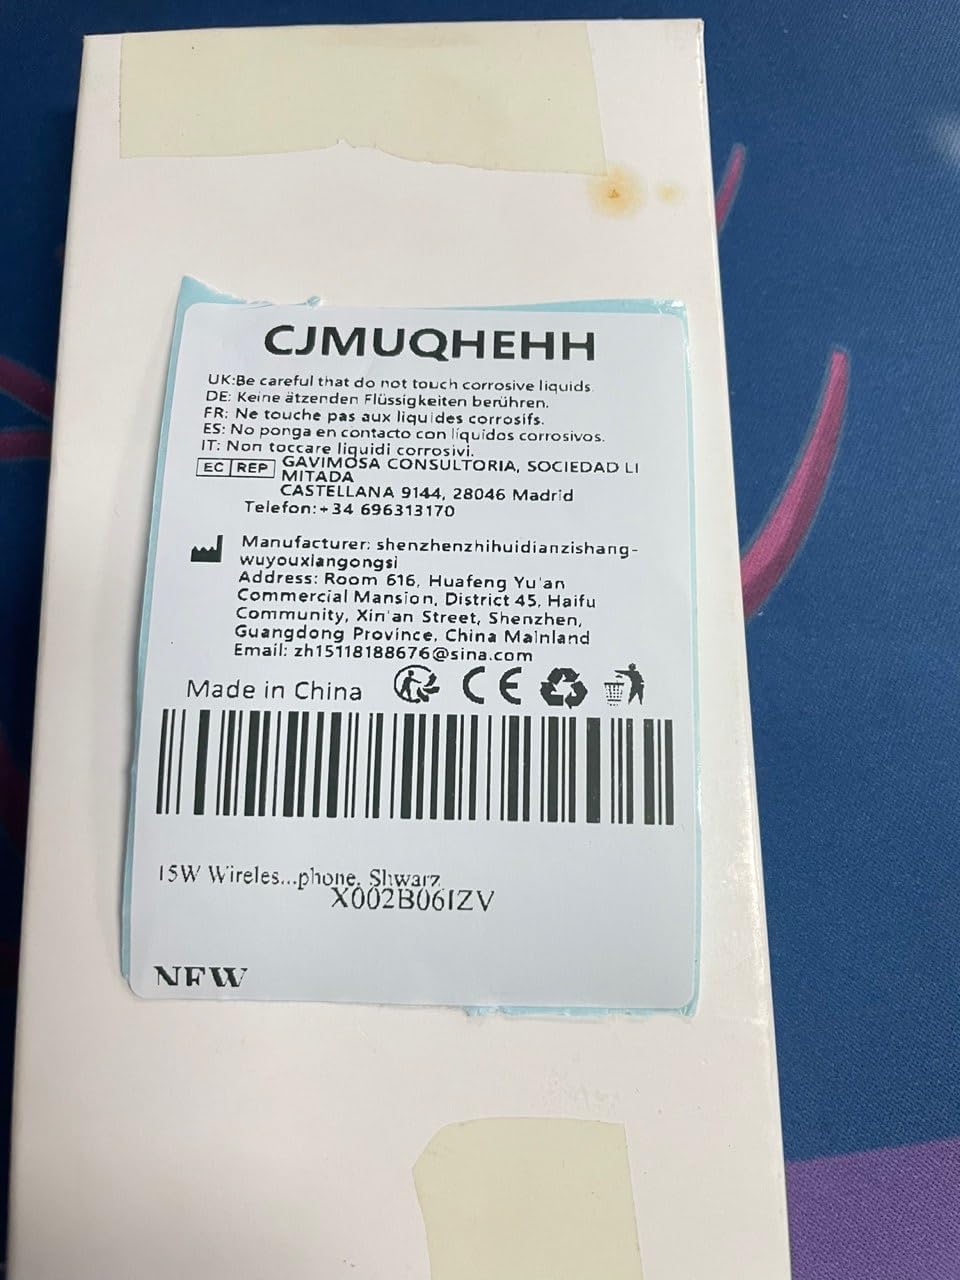 CJMUQHEHH
UK:Be careful that do not touch corrosive liquids.
DE: Keine ätzenden Flüssigkeiten berühren.
FR: Ne touche pas aux liquides corrosifs.
ES: No ponga en contacto con líquidos corrosivos.
IT: Non toccare liquidi corrosivi.
EC REP GAVIMOSA CONSULTORIA, SOCIEDAD LI
MITADA
CASTELLANA 9144, 28046 Madrid
Telefon:+34 696313170
Manufacturer: shenzhenzhihuidianzishang-
wuyouxiangongsi
Address: Room 616, Huafeng Yu'an
Commercial Mansion, District 45, Haifu
Community, Xin'an Street, Shenzhen,
Guangdong Province, China Mainland
Email: zh15118188676@sina.com
Made in China CE
15W Wireles...phone, Shwarz
X002B06IZV
NEW